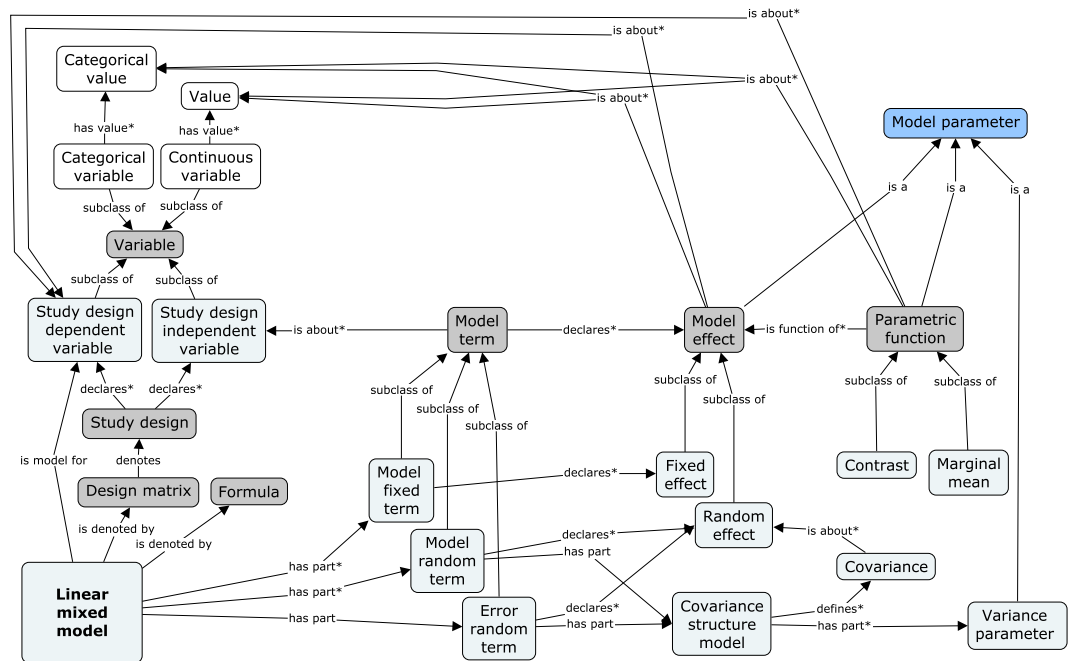 is about*
is about*
Categorical
value
is about*
Value
is about*
Model parameter
has value*
has value*
Categorical
variable
Continuous
variable
is a
is a
is a
subclass of
subclass of
Variable
subclass of
subclass of
Study design
dependent
variable
Study design
independent
variable
is about*
Model
term
declares*
Model
effect
is function of*
Parametric
function
declares*
declares*
subclass of
subclass of
subclass of
subclass of
subclass of
subclass of
subclass of
Study design
is model for
denotes
Model
fixed
term
declares*
Fixed
effect
Contrast
Marginal
mean
Design matrix
Formula
is denoted by
is denoted by
Random
effect
is about*
Model
random
term
declares*
has part
Covariance
has part*
has part*
Linear
mixed
model
has part
Error
random
term
declares*
has part
Covariance
structure
model
defines*
has part*
Variance
parameter